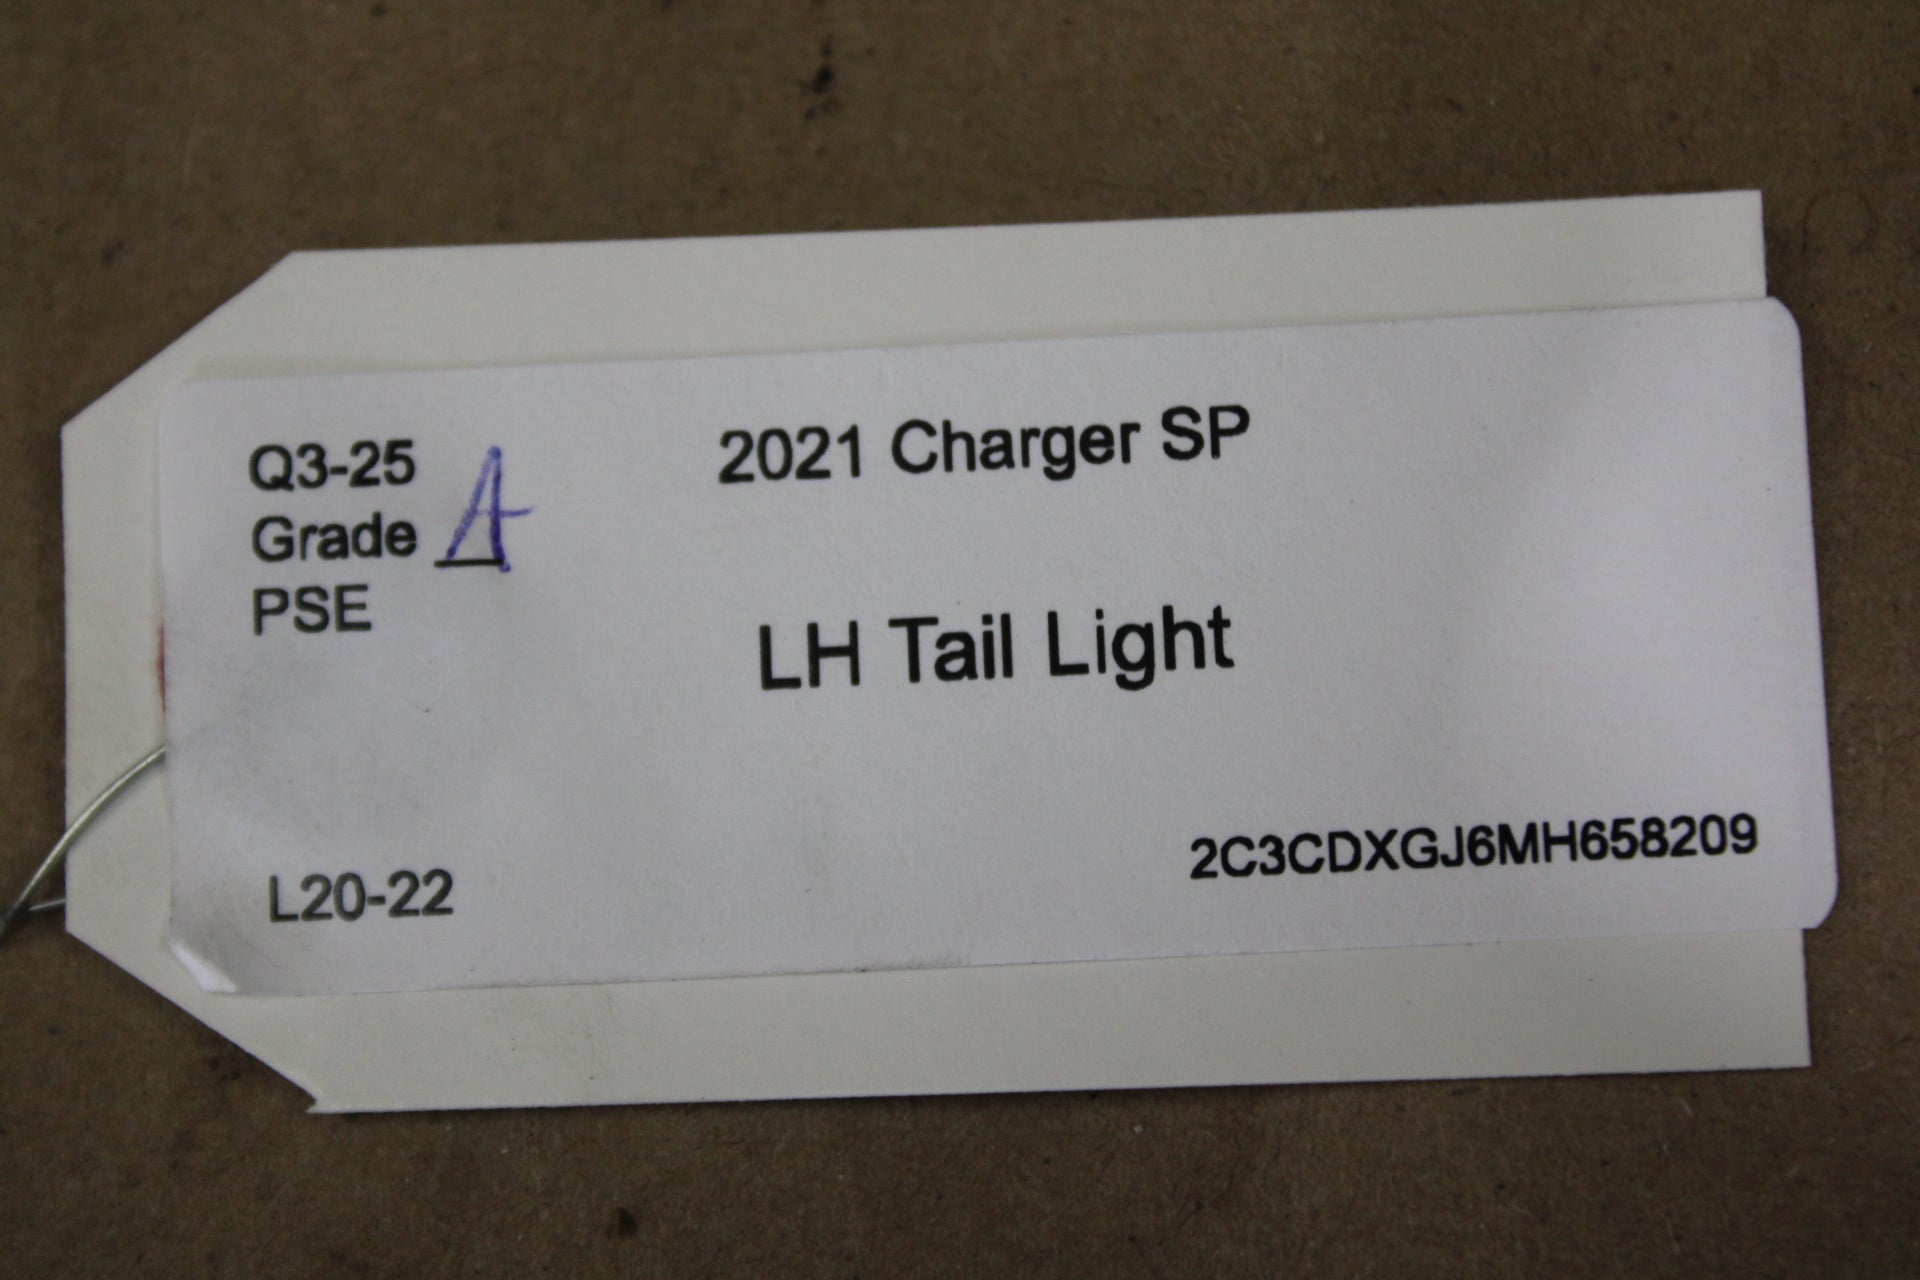 Q3-25
Grade A
PSE
2021 Charger SP
LH Tail Light
L20-22
2C3CDXGJ6MH658209